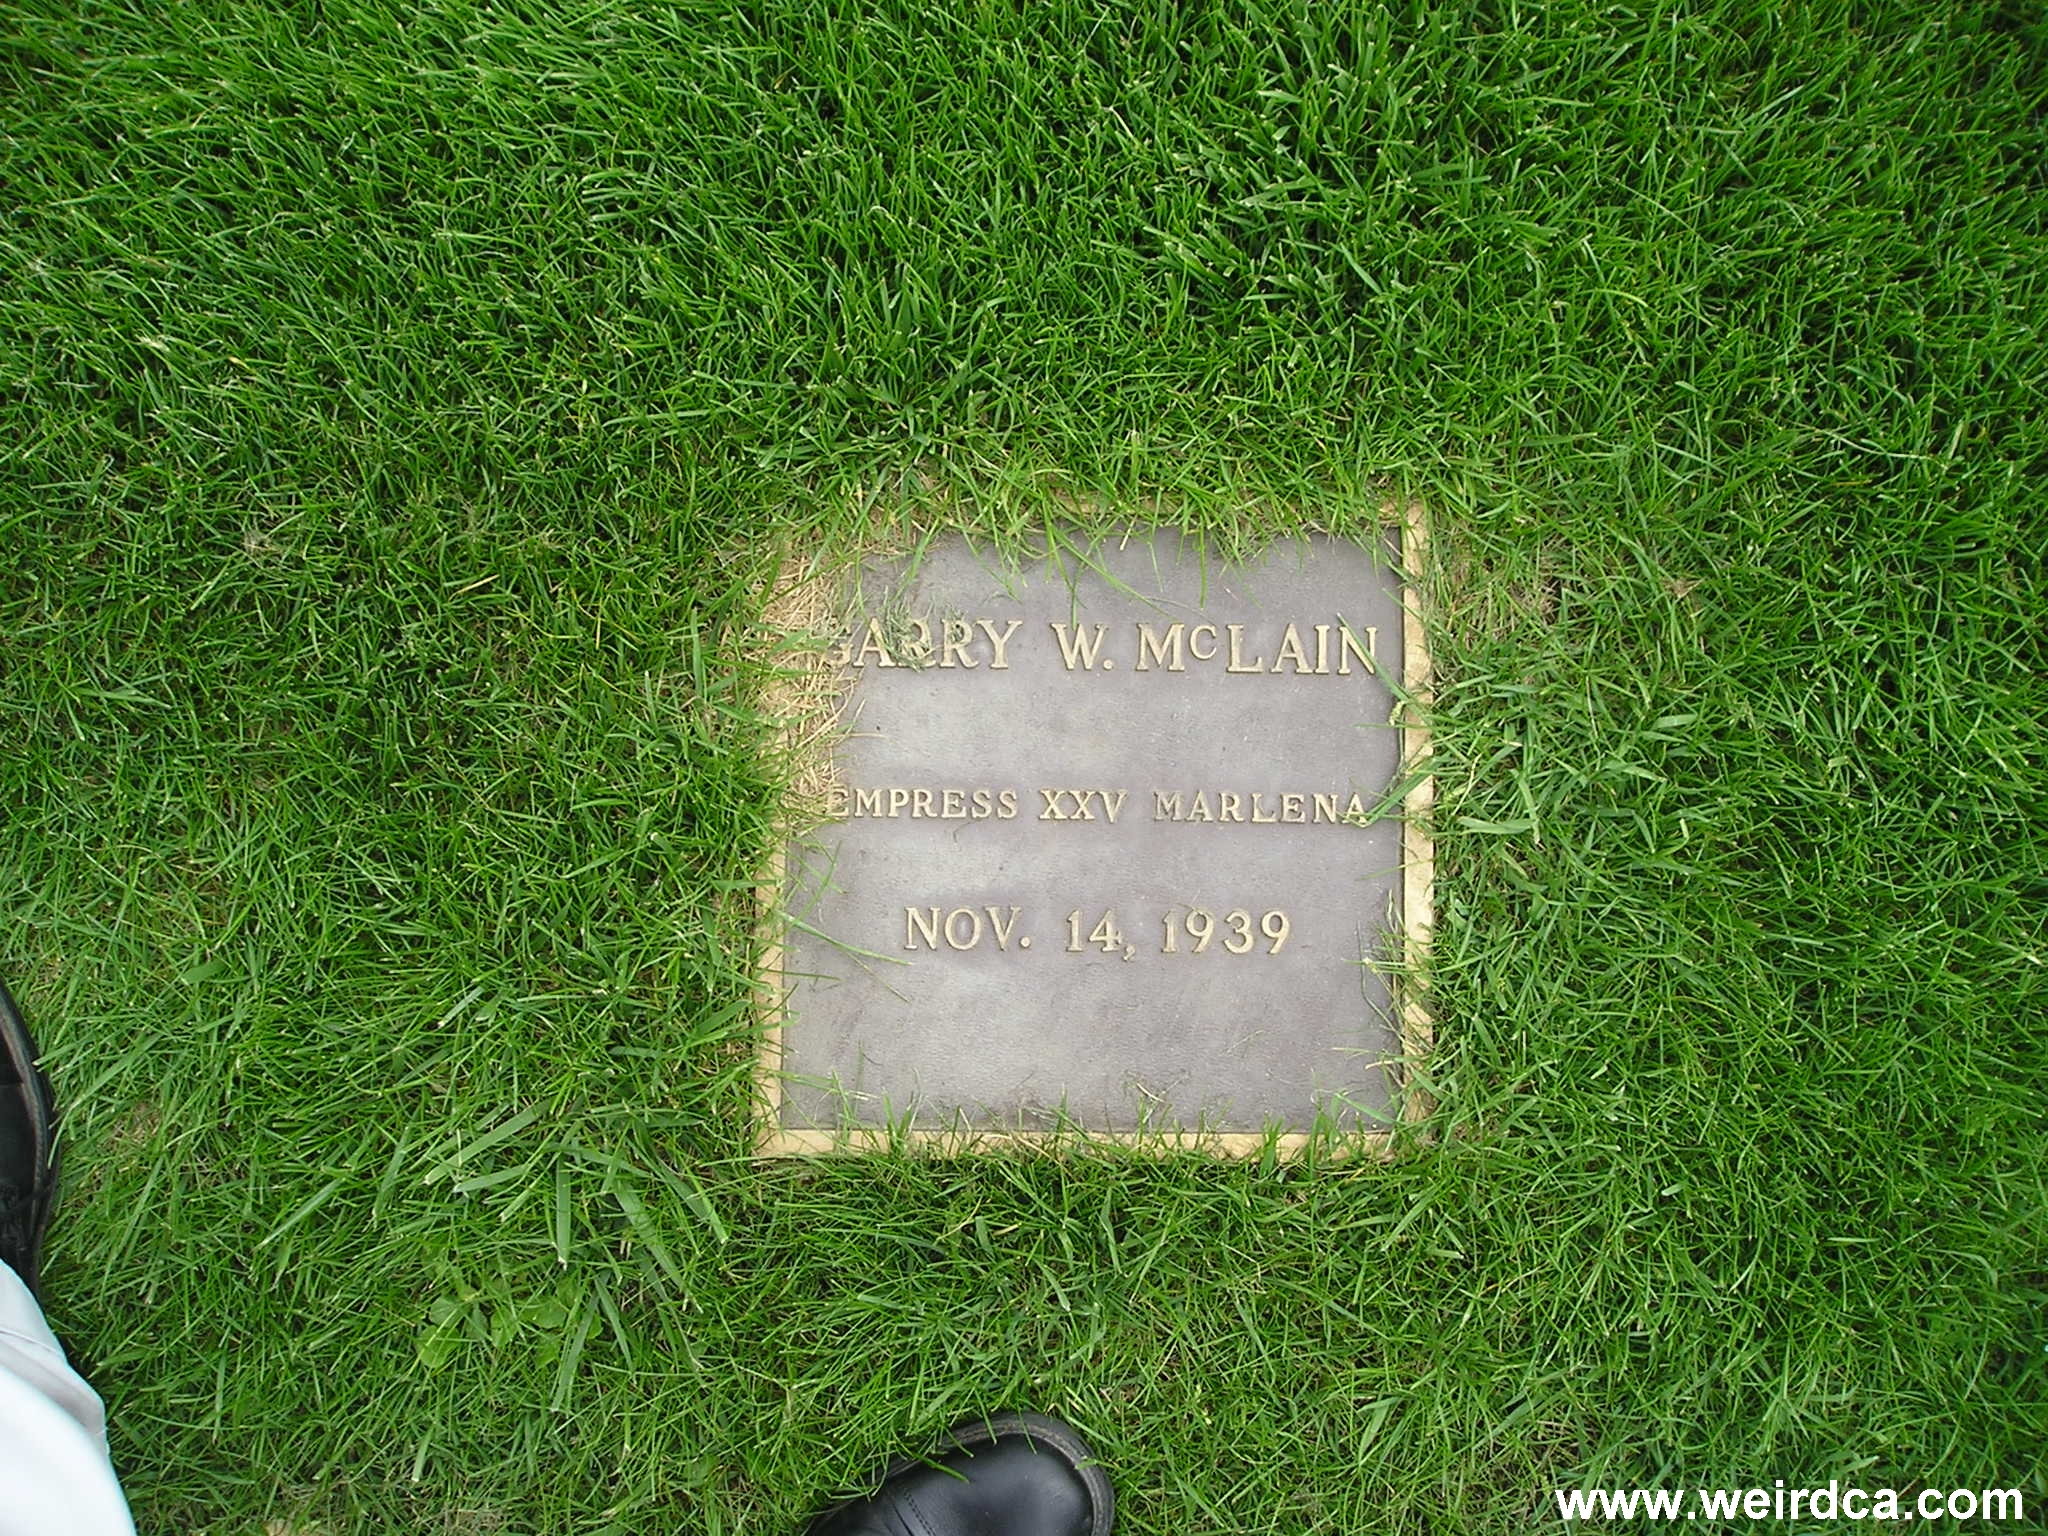 GARRY W. McLAIN
EMPRESS XXV MARLENA
NOV. 14, 1939
www.weirdca.com